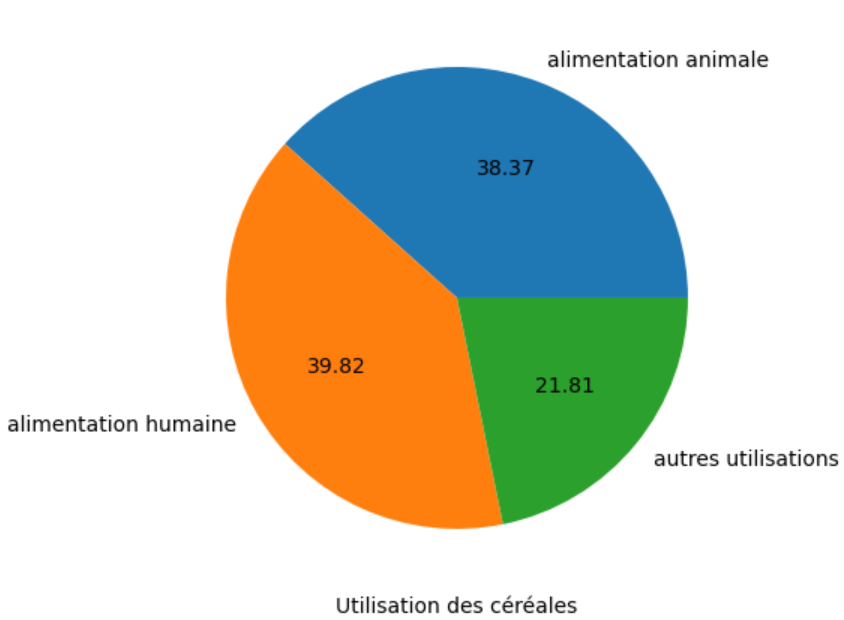 alimentation animale
38.37
39.82
21.81
alimentation humaine
autres utilisations
Utilisation des céréales